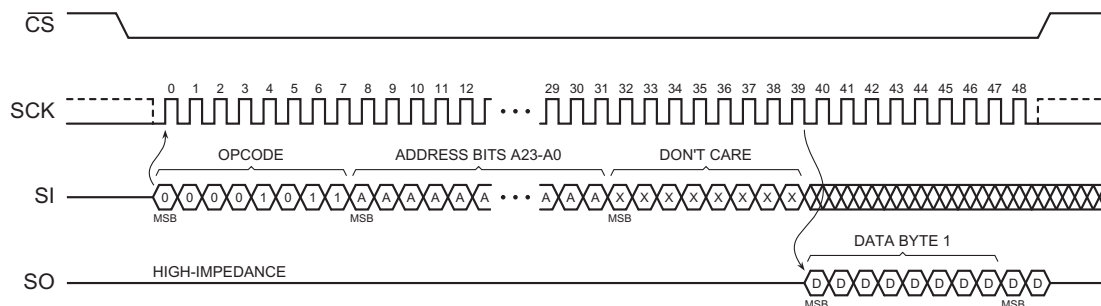 CS
SCK
0 1 2 3 4 5 6 7 8 9 10 11 12 29 30 31 32 33 34 35 36 37 38 39 40 41 42 43 44 45 46 47 48
OPCODE ADDRESS BITS A23-A0 DON'T CARE
SI 0 0 0 0 1 0 1 1 A A A A A A A A A X X X X X X X X
MSB MSB MSB
DATA BYTE 1
SO HIGH-IMPEDANCE D D D D D D D D D D
MSB MSB